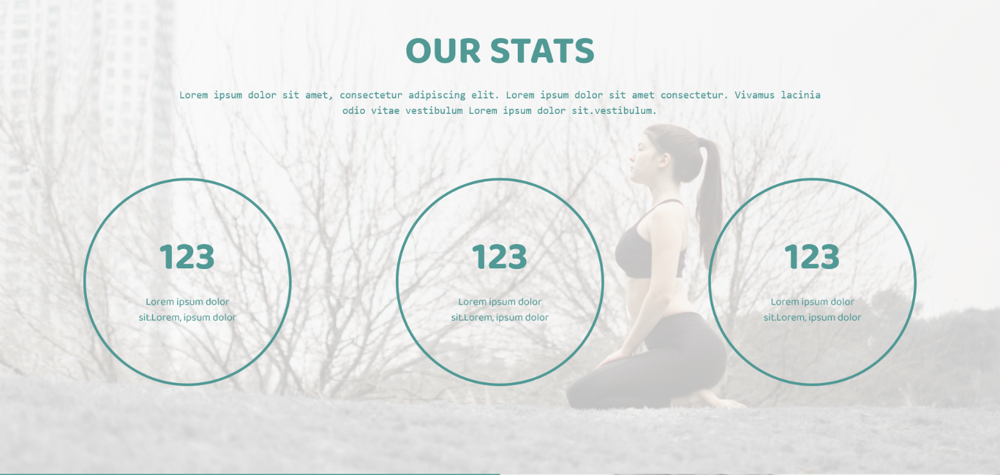 OUR STATS
Lorem ipsum dolor sit amet, consectetur adipiscing elit. Lorem ipsum dolor sit amet consectetur. Vivamus lacinia
odio vitae vestibulum Lorem ipsum dolor sit.vestibulum.
123
Lorem ipsum dolor
sit.Lorem, ipsum dolor
123
Lorem ipsum dolor
sit.Lorem, ipsum dolor
123
Lorem ipsum dolor
sit.Lorem, ipsum dolor